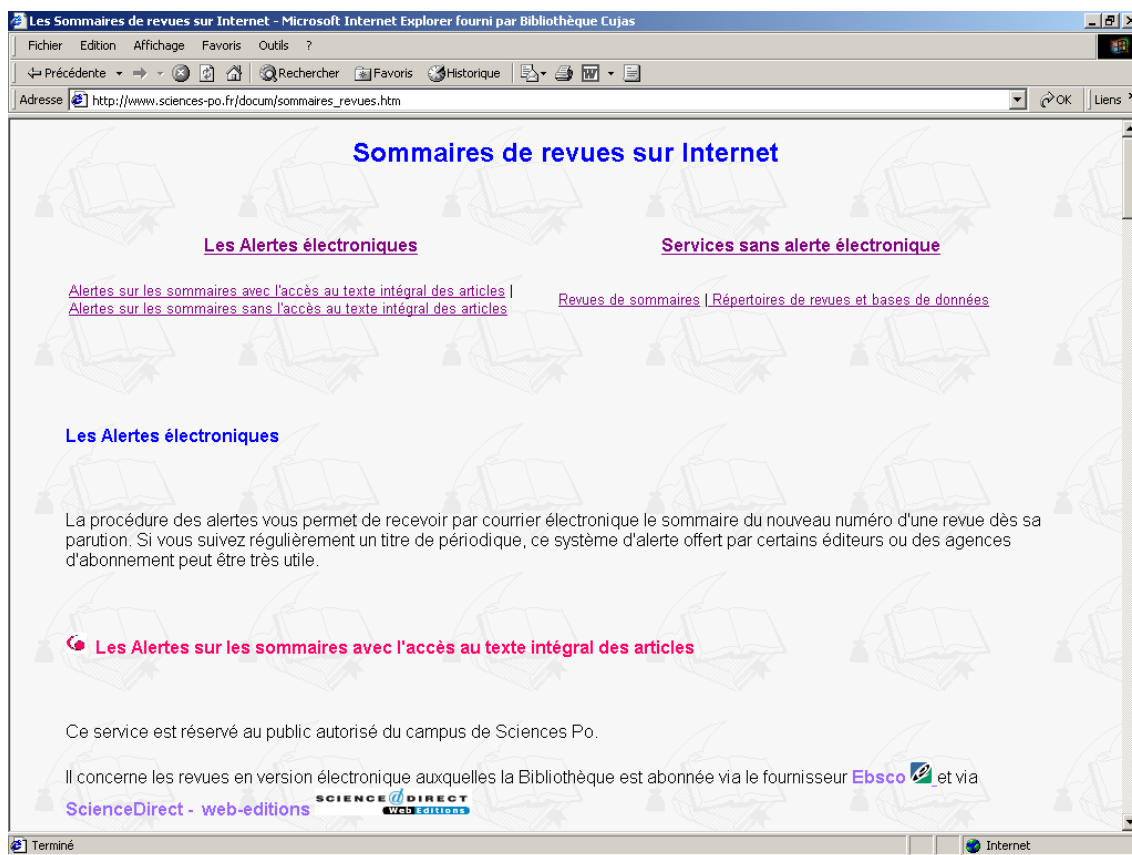 Les Sommaires de revues sur Internet - Microsoft Internet Explorer fourni par Bibliothèque Cujas
Fichier Edition Affichage Favoris Outils ?
Précédente Rechercher Favoris Historique
Adresse http://www.sciences-po.fr/docum/sommaires_revues.htm OK Liens
Sommaires de revues sur Internet
Les Alertes électroniques
Alertes sur les sommaires avec l'accès au texte intégral des articles |
Alertes sur les sommaires sans l'accès au texte intégral des articles
Services sans alerte électronique
Revues de sommaires | Répertoires de revues et bases de données
Les Alertes électroniques
La procédure des alertes vous permet de recevoir par courrier électronique le sommaire du nouveau numéro d'une revue dès sa
parution. Si vous suivez régulièrement un titre de périodique, ce système d'alerte offert par certains éditeurs ou des agences
d'abonnement peut être très utile.
Les Alertes sur les sommaires avec l'accès au texte intégral des articles
Ce service est réservé au public autorisé du campus de Sciences Po.
Il concerne les revues en version électronique auxquelles la Bibliothèque est abonnée via le fournisseur Ebsco et via
ScienceDirect - web-editions SCIENCE @ DIRECT
Web Editions
Terminé Internet